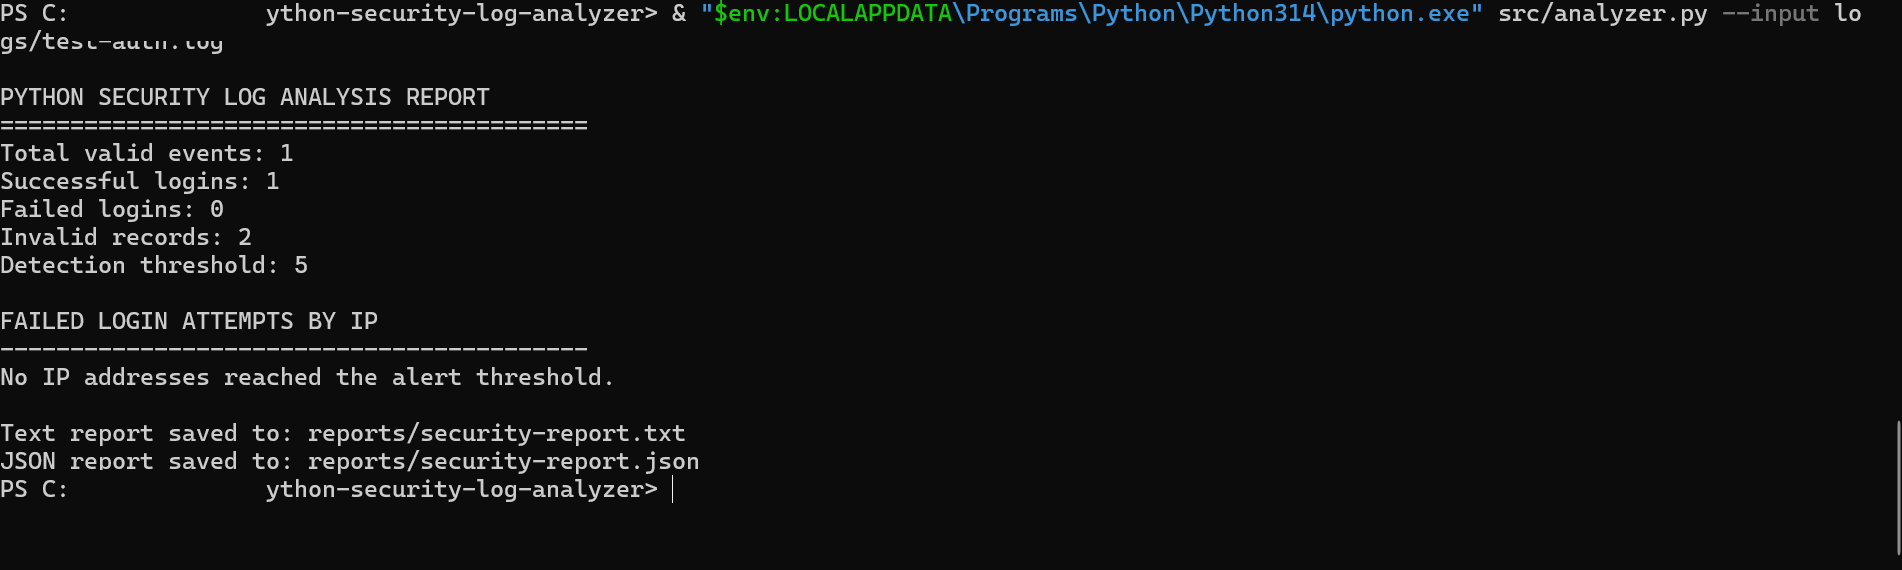 PS C: ython-security-log-analyzer> & "$env:LOCALAPPDATA\Programs\Python\Python314\python.exe" src/analyzer.py --input lo
gs/test-auth.log
PYTHON SECURITY LOG ANALYSIS REPORT
==========================================
Total valid events: 1
Successful logins: 1
Failed logins: 0
Invalid records: 2
Detection threshold: 5
FAILED LOGIN ATTEMPTS BY IP
------------------------------------------
No IP addresses reached the alert threshold.
Text report saved to: reports/security-report.txt
JSON report saved to: reports/security-report.json
PS C: ython-security-log-analyzer>